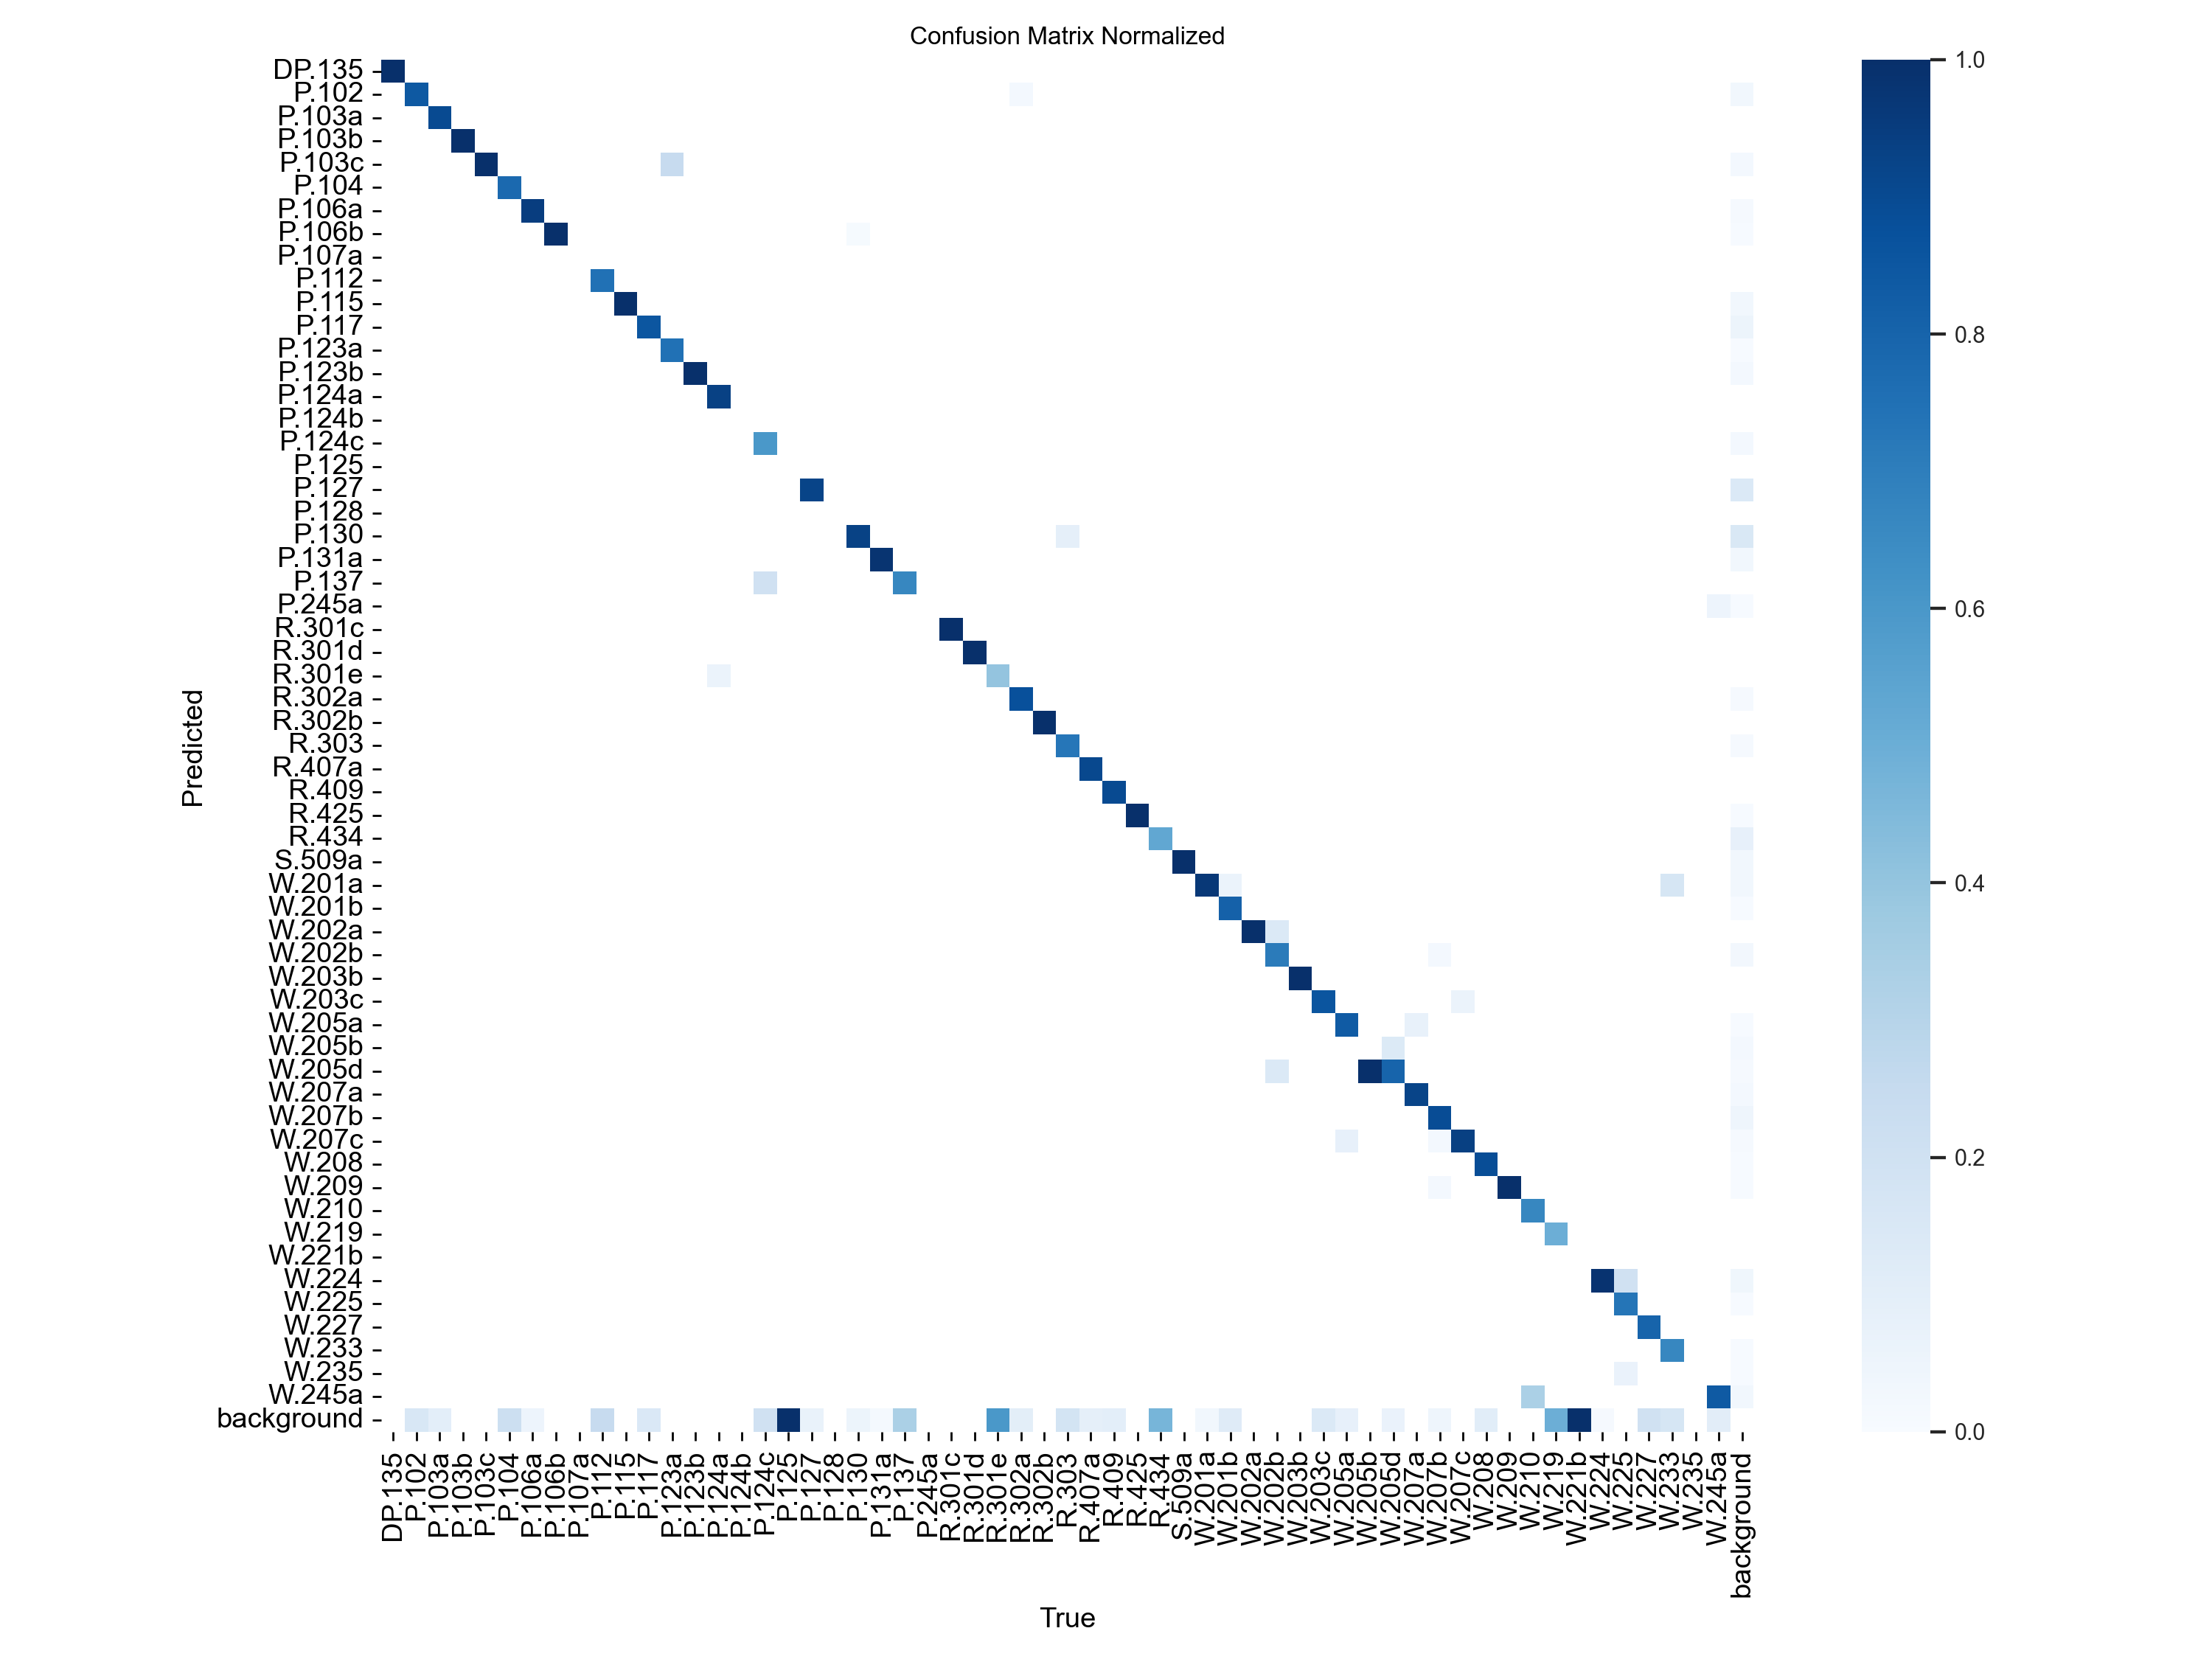 Confusion Matrix Normalized
DP.135
P.102
P.103a
P.103b
P.103c
P.104
P.106a
P.106b
P.107a
P.112
P.115
P.117
P.123a
P.123b
P.124a
P.124b
P.124c
P.125
P.127
P.128
P.130
P.131a
P.137
P.245a
R.301c
R.301d
R.301e
R.302a
R.302b
R.303
R.407a
R.409
R.425
R.434
S.509a
W.201a
W.201b
W.202a
W.202b
W.203b
W.203c
W.205a
W.205b
W.205d
W.207a
W.207b
W.207c
W.208
W.209
W.210
W.219
W.221b
W.224
W.225
W.227
W.233
W.235
W.245a
background
Predicted
DP.135
P.102
P.103a
P.103b
P.103c
P.104
P.106a
P.106b
P.107a
P.112
P.115
P.117
P.123a
P.123b
P.124a
P.124b
P.124c
P.125
P.127
P.128
P.130
P.131a
P.137
P.245a
R.301c
R.301d
R.301e
R.302a
R.302b
R.303
R.407a
R.409
R.425
R.434
S.509a
W.201a
W.201b
W.202a
W.202b
W.203b
W.203c
W.205a
W.205b
W.205d
W.207a
W.207b
W.207c
W.208
W.209
W.210
W.219
W.221b
W.224
W.225
W.227
W.233
W.235
W.245a
background
True
1.0
0.8
0.6
0.4
0.2
0.0